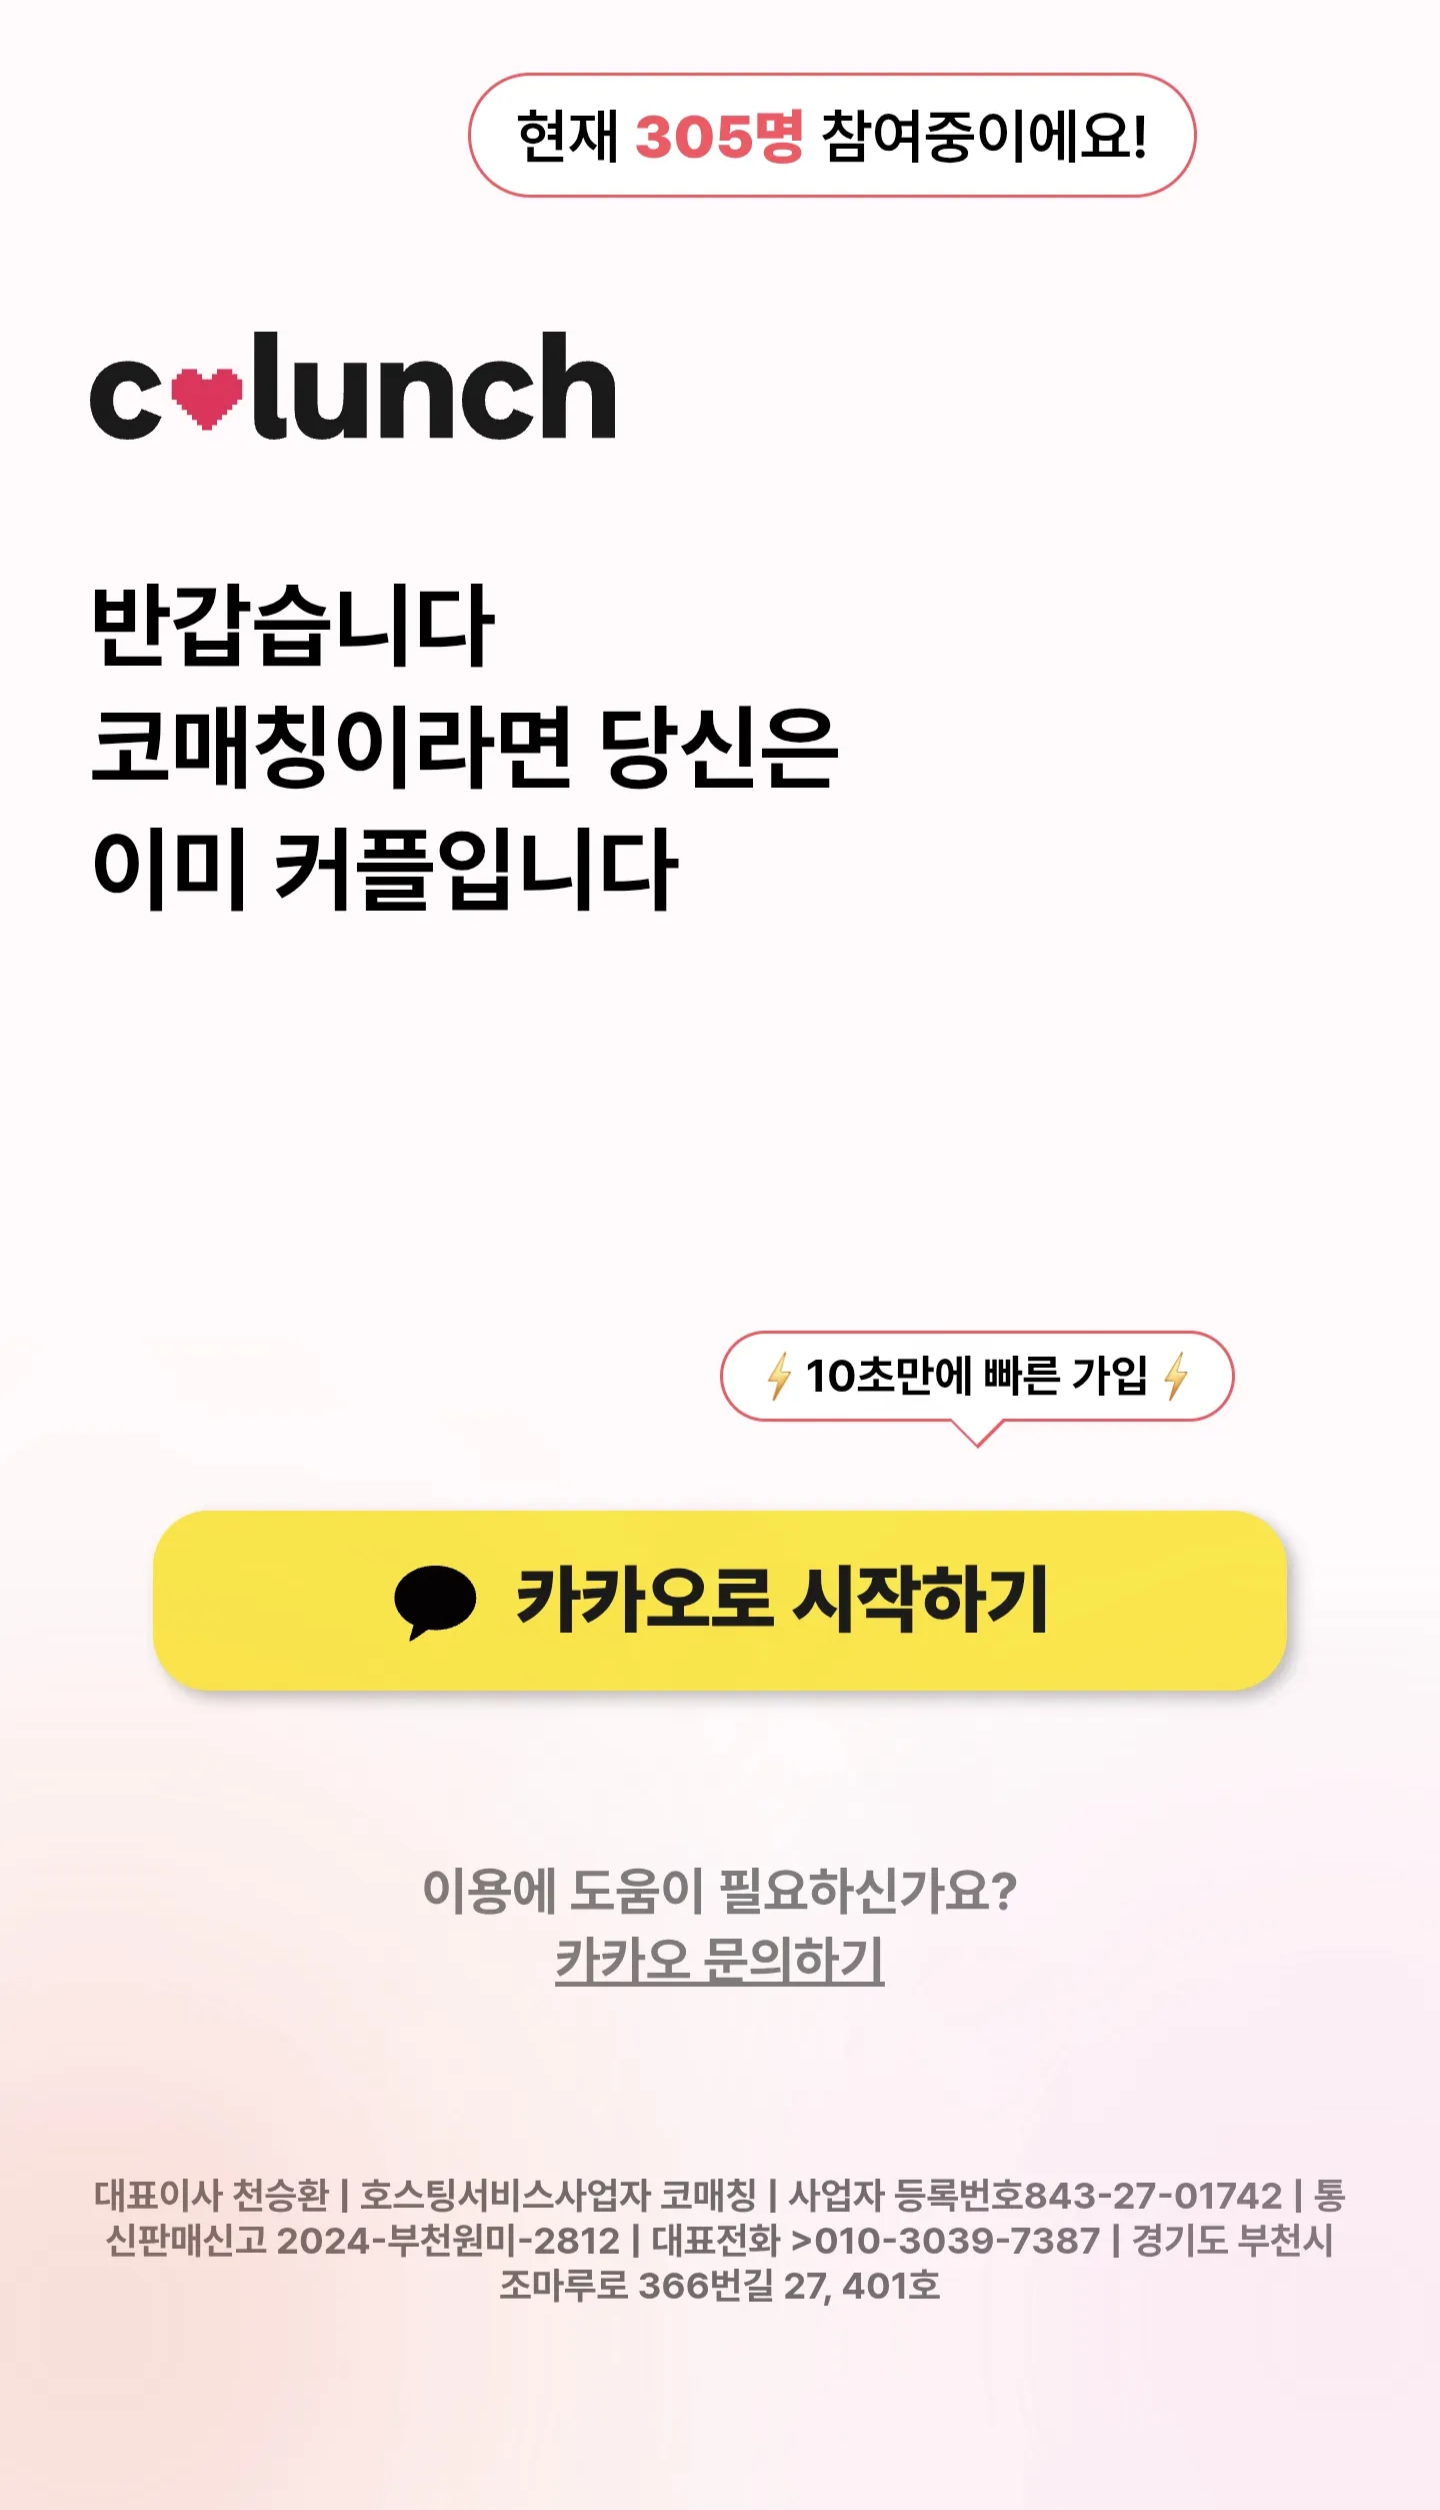 현재 305명 참여중이에요!
c♥lunch
반갑습니다
코매칭이라면 당신은
이미 커플입니다
⚡10초만에 빠른 가입⚡
카카오로 시작하기
이용에 도움이 필요하신가요?
카카오 문의하기
대표이사 천승환 | 호스팅서비스사업자 코매칭 | 사업자 등록번호843-27-01742 | 통
신판매신고 2024-부천원미-2812 | 대표전화 >010-3039-7387 | 경기도 부천시
조마루로 366번길 27, 401호